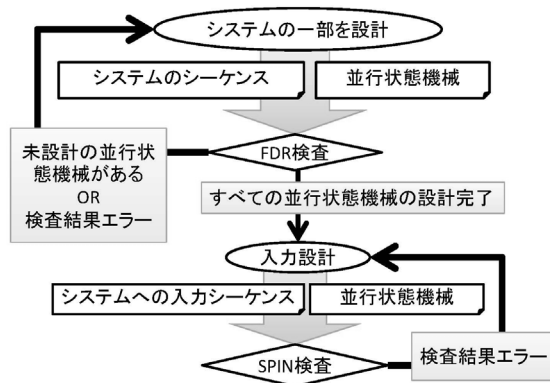 システムの一部を設計
システムのシーケンス
並行状態機械
FDR検査
未設計の並行状
態機械がある
OR
検査結果エラー
すべての並行状態機械の設計完了
入力設計
システムへの入力シーケンス
並行状態機械
SPIN検査
検査結果エラー